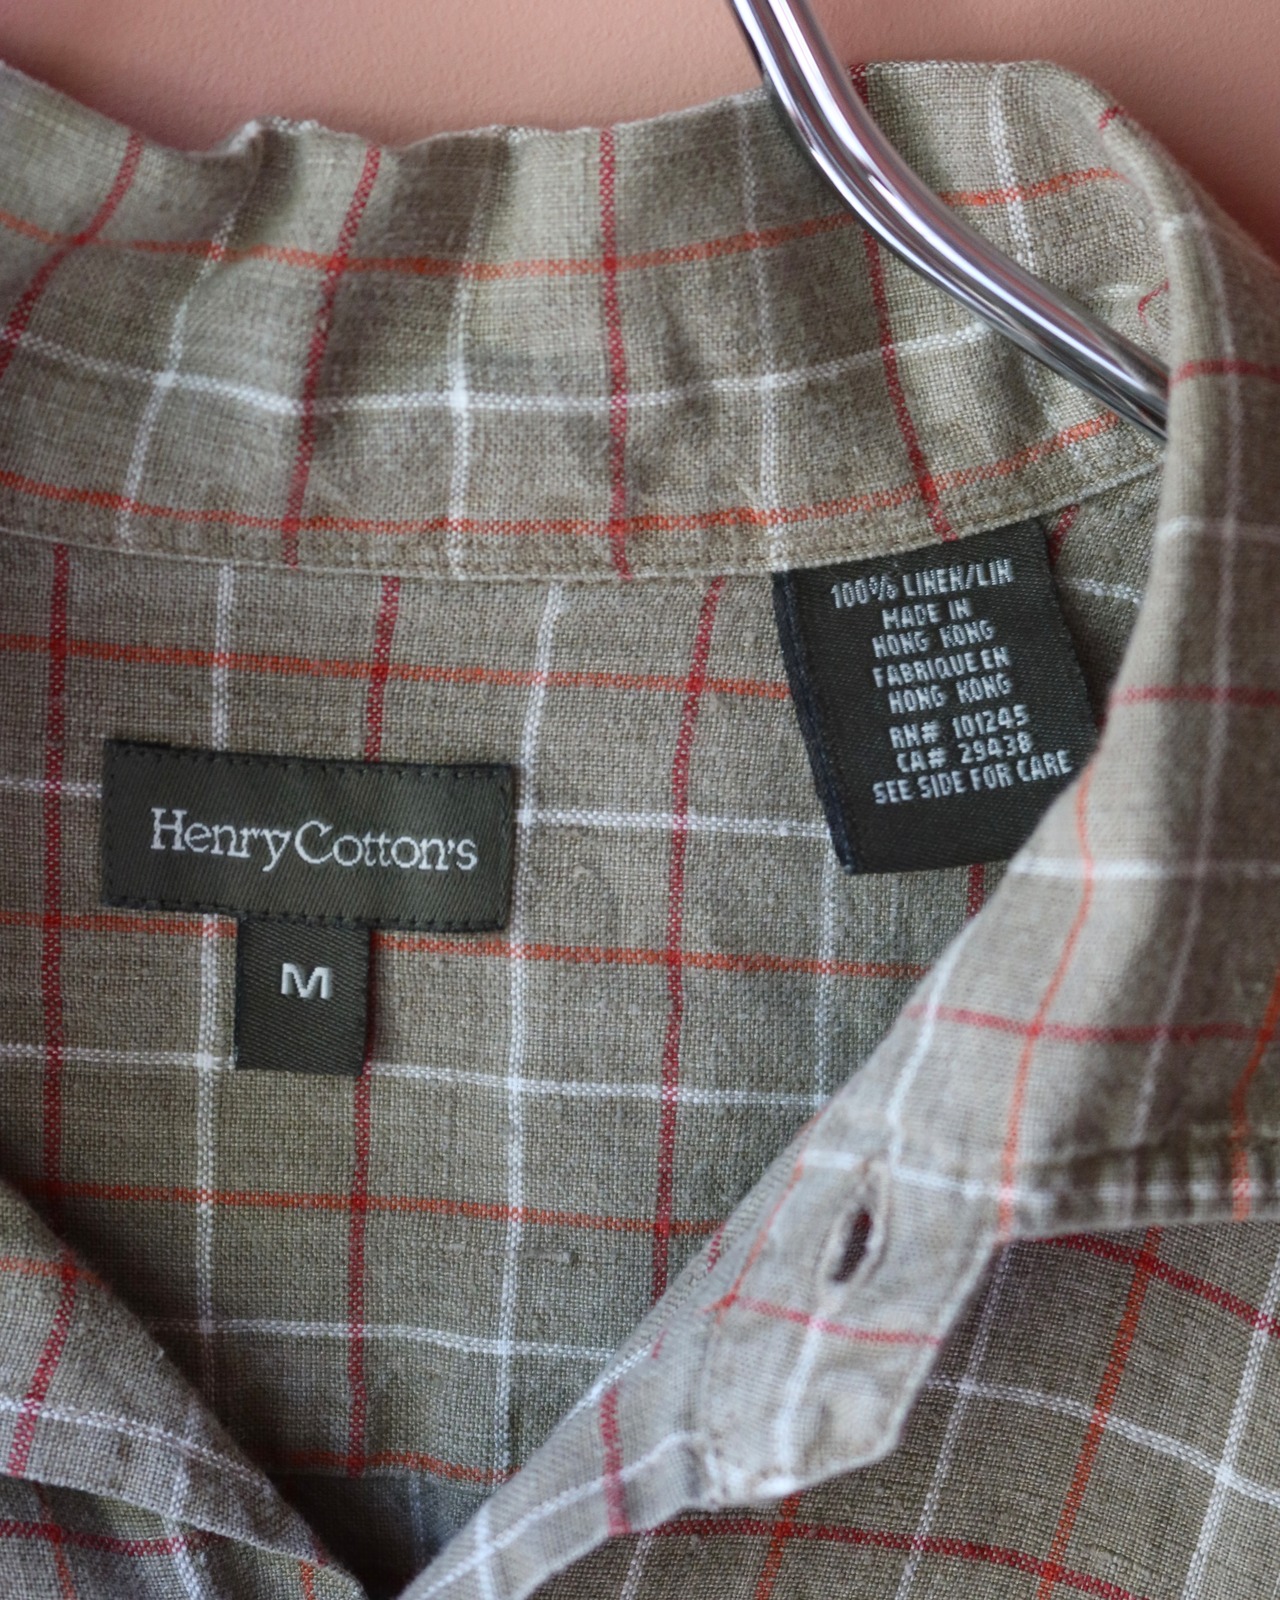 100% LINEN/LIN
MADE IN
HONG KONG
FABRIQUE EN
HONG KONG
RN# 101245
CA# 29438
SEE SIDE FOR CARE
Henry Cotton's
M